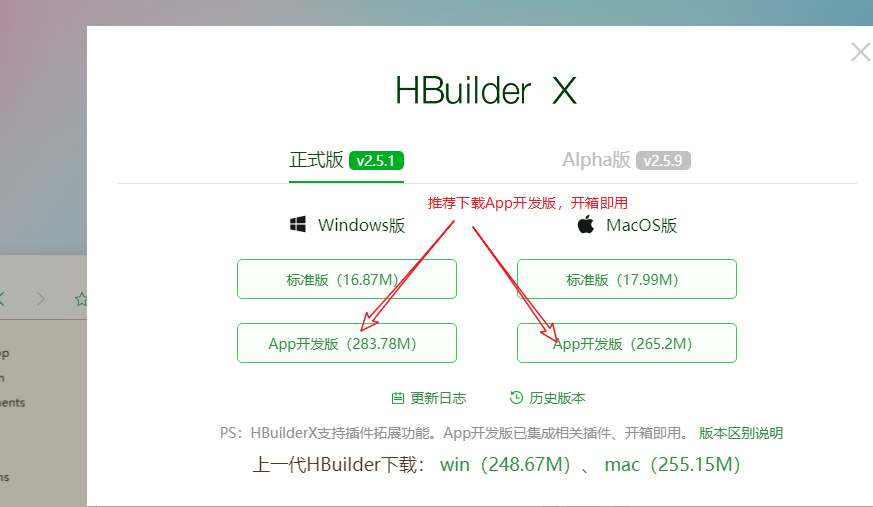 HBuilder X
正式版 v2.5.1
Alpha版 v2.5.9
推荐下载App开发版，开箱即用
Windows版
MacOS版
标准版（16.87M）
标准版（17.99M）
App开发版（283.78M）
App开发版（265.2M）
更新日志
历史版本
PS：HBuilderX支持插件拓展功能。App开发版已集成相关插件、开箱即用。 版本区别说明
上一代HBuilder下载： win（248.67M）、 mac（255.15M）